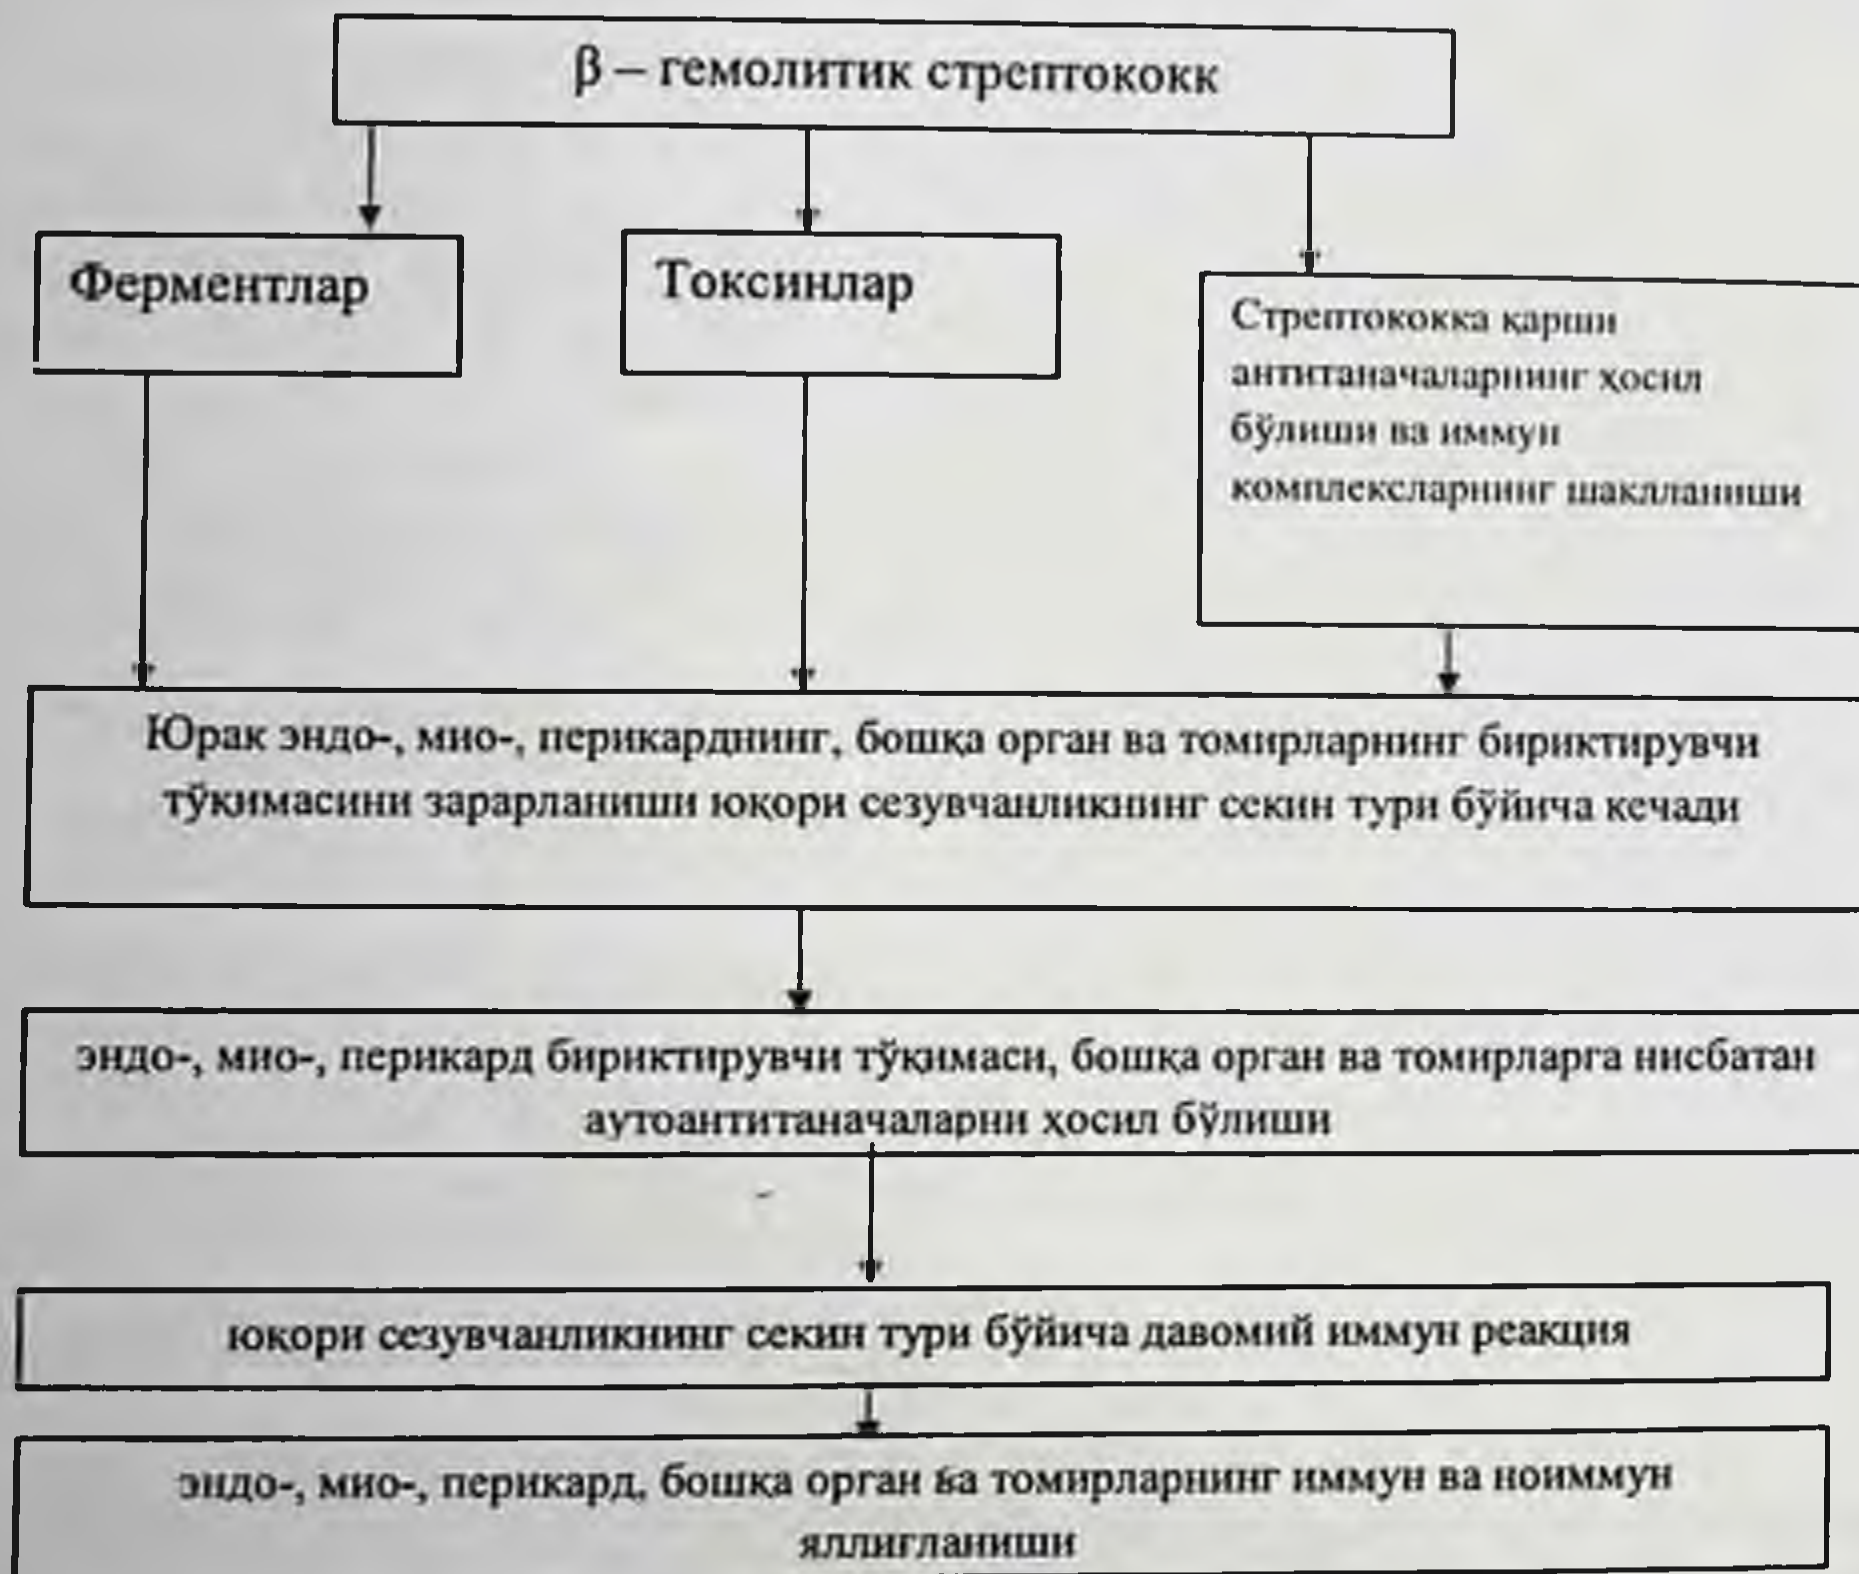 β – гемолитик стрептококк
Ферментлар
Токсинлар
Стрептококка қарши
антитаначаларнинг ҳосил
бўлиши ва иммун
комплексларнинг шаклланиши
Юрак эндо-, мио-, перикарднинг, бошқа орган ва томирларнинг бириктирувчи
тўқимасини зарарланиши юқори сезувчанликнинг секин тури бўйича кечади
эндо-, мио-, перикард бириктирувчи тўқимаси, бошқа орган ва томирларга нисбатан
аутоантитаначаларни ҳосил бўлиши
юқори сезувчанликнинг секин тури бўйича давомий иммун реакция
эндо-, мио-, перикард, бошқа орган ва томирларнинг иммун ва ноиммун
яллигланиши